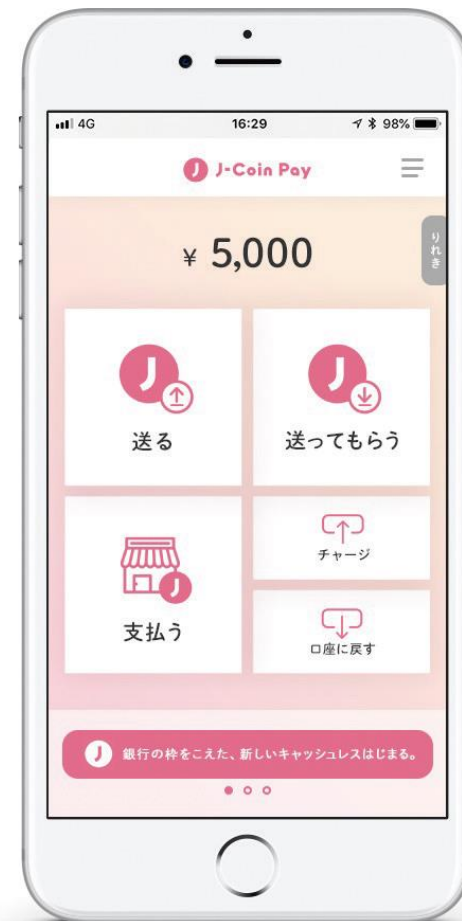 4G 16:29 98%
J J-Coin Pay
¥ 5,000
りれき
J 送る
J 送ってもらう
J 支払う
チャージ
口座に戻す
J 銀行の枠をこえた、新しいキャッシュレスはじまる。